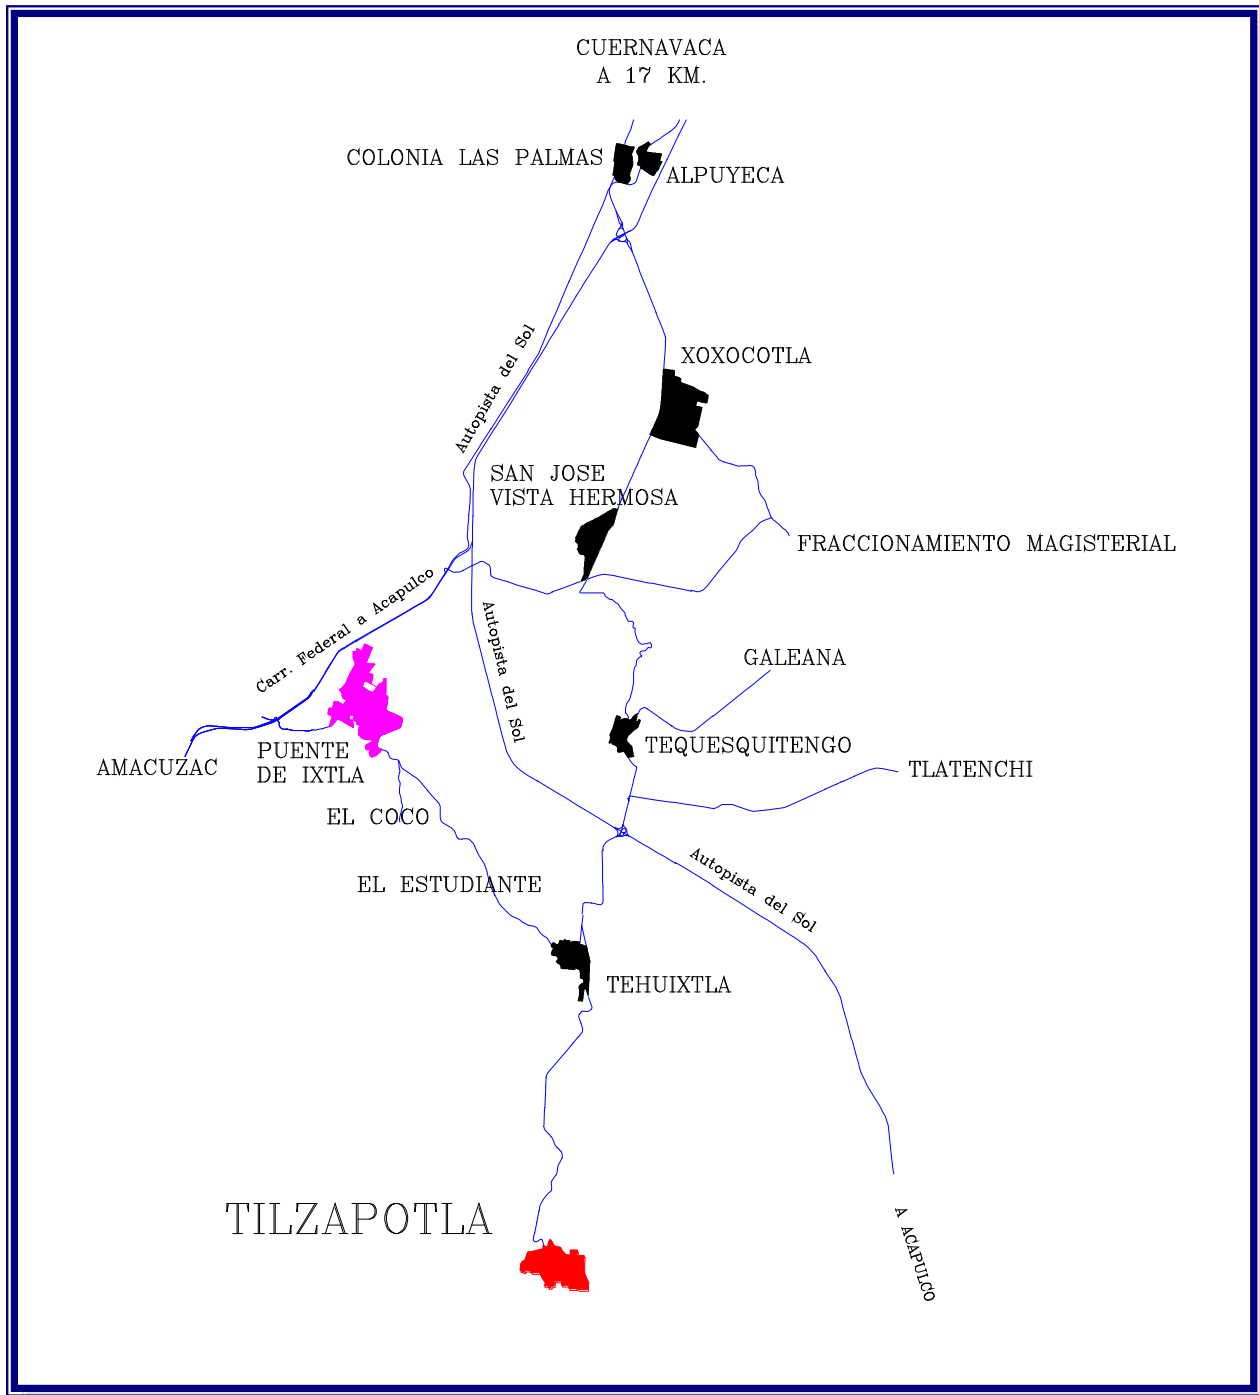 CUERNAVACA
A 17 KM.
COLONIA LAS PALMAS
ALPUYECA
Autopista del Sol
XOXOCOTLA
SAN JOSE
VISTA HERMOSA
FRACCIONAMIENTO MAGISTERIAL
Carr. Federal a Acapulco
Autopista del Sol
GALEANA
TEQUESQUITENGO
PUENTE
DE IXTLA
AMACUZAC
TLATENCHI
EL COCO
Autopista del Sol
EL ESTUDIANTE
TEHUIXTLA
TILZAPOTLA
A ACAPULCO